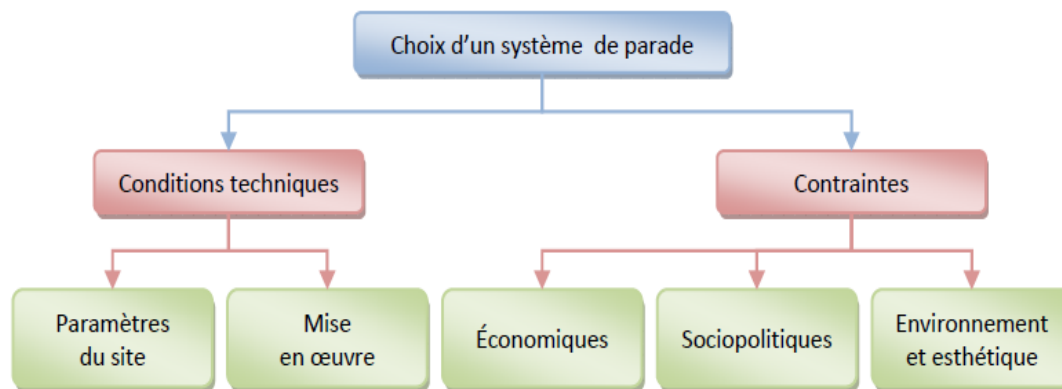 Choix d'un système de parade
Conditions techniques
Contraintes
Paramètres
du site
Mise
en œuvre
Économiques
Sociopolitiques
Environnement
et esthétique